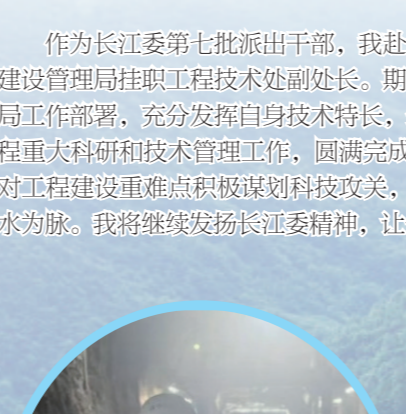 作为长江委第七批派出干部，我赴
建设管理局挂职工程技术处副处长。期
局工作部署，充分发挥自身技术特长，
程重大科研和技术管理工作，圆满完成
对工程建设重难点积极谋划科技攻关，
水为脉。我将继续发扬长江委精神，让